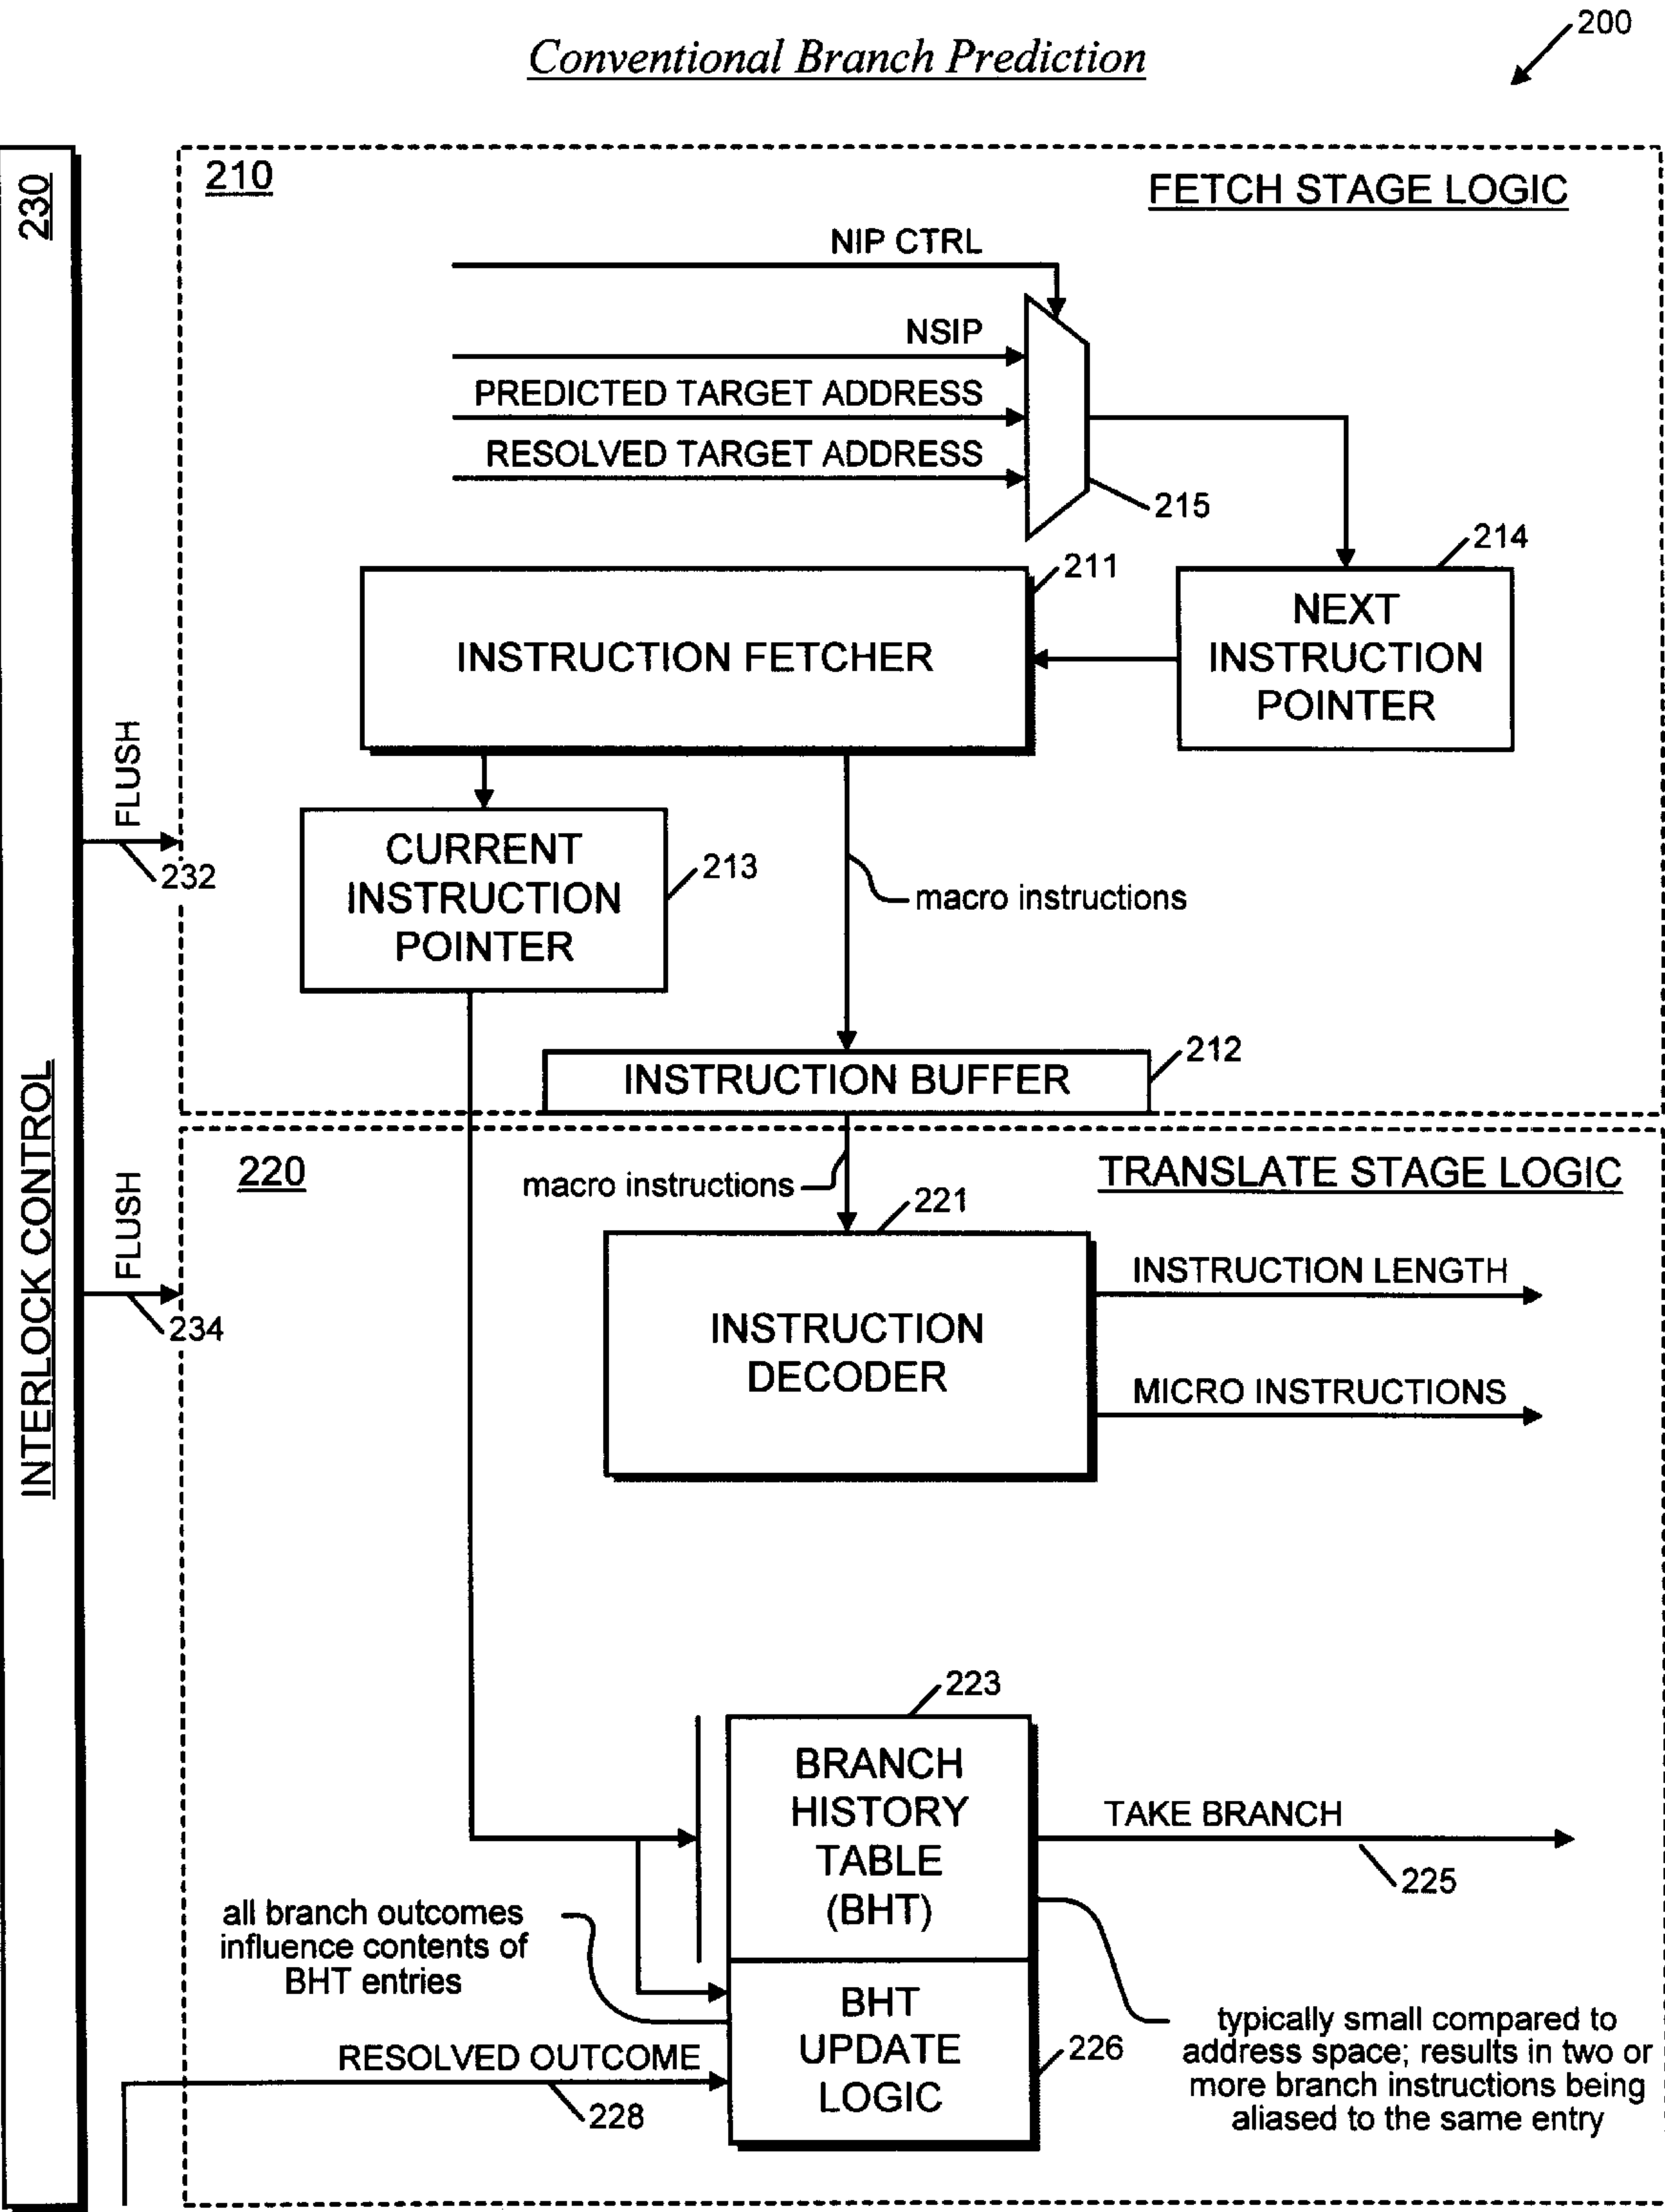 200
Conventional Branch Prediction
230
INTERLOCK CONTROL
210
FETCH STAGE LOGIC
NIP CTRL
NSIP
PREDICTED TARGET ADDRESS
RESOLVED TARGET ADDRESS
215
214
211
INSTRUCTION FETCHER
NEXT
INSTRUCTION
POINTER
FLUSH
232
CURRENT
INSTRUCTION
POINTER
213
macro instructions
212
INSTRUCTION BUFFER
220
TRANSLATE STAGE LOGIC
macro instructions
221
FLUSH
234
INSTRUCTION
DECODER
INSTRUCTION LENGTH
MICRO INSTRUCTIONS
223
BRANCH
HISTORY
TABLE
(BHT)
TAKE BRANCH
225
all branch outcomes
influence contents of
BHT entries
BHT
UPDATE
LOGIC
226
RESOLVED OUTCOME
228
typically small compared to
address space; results in two or
more branch instructions being
aliased to the same entry